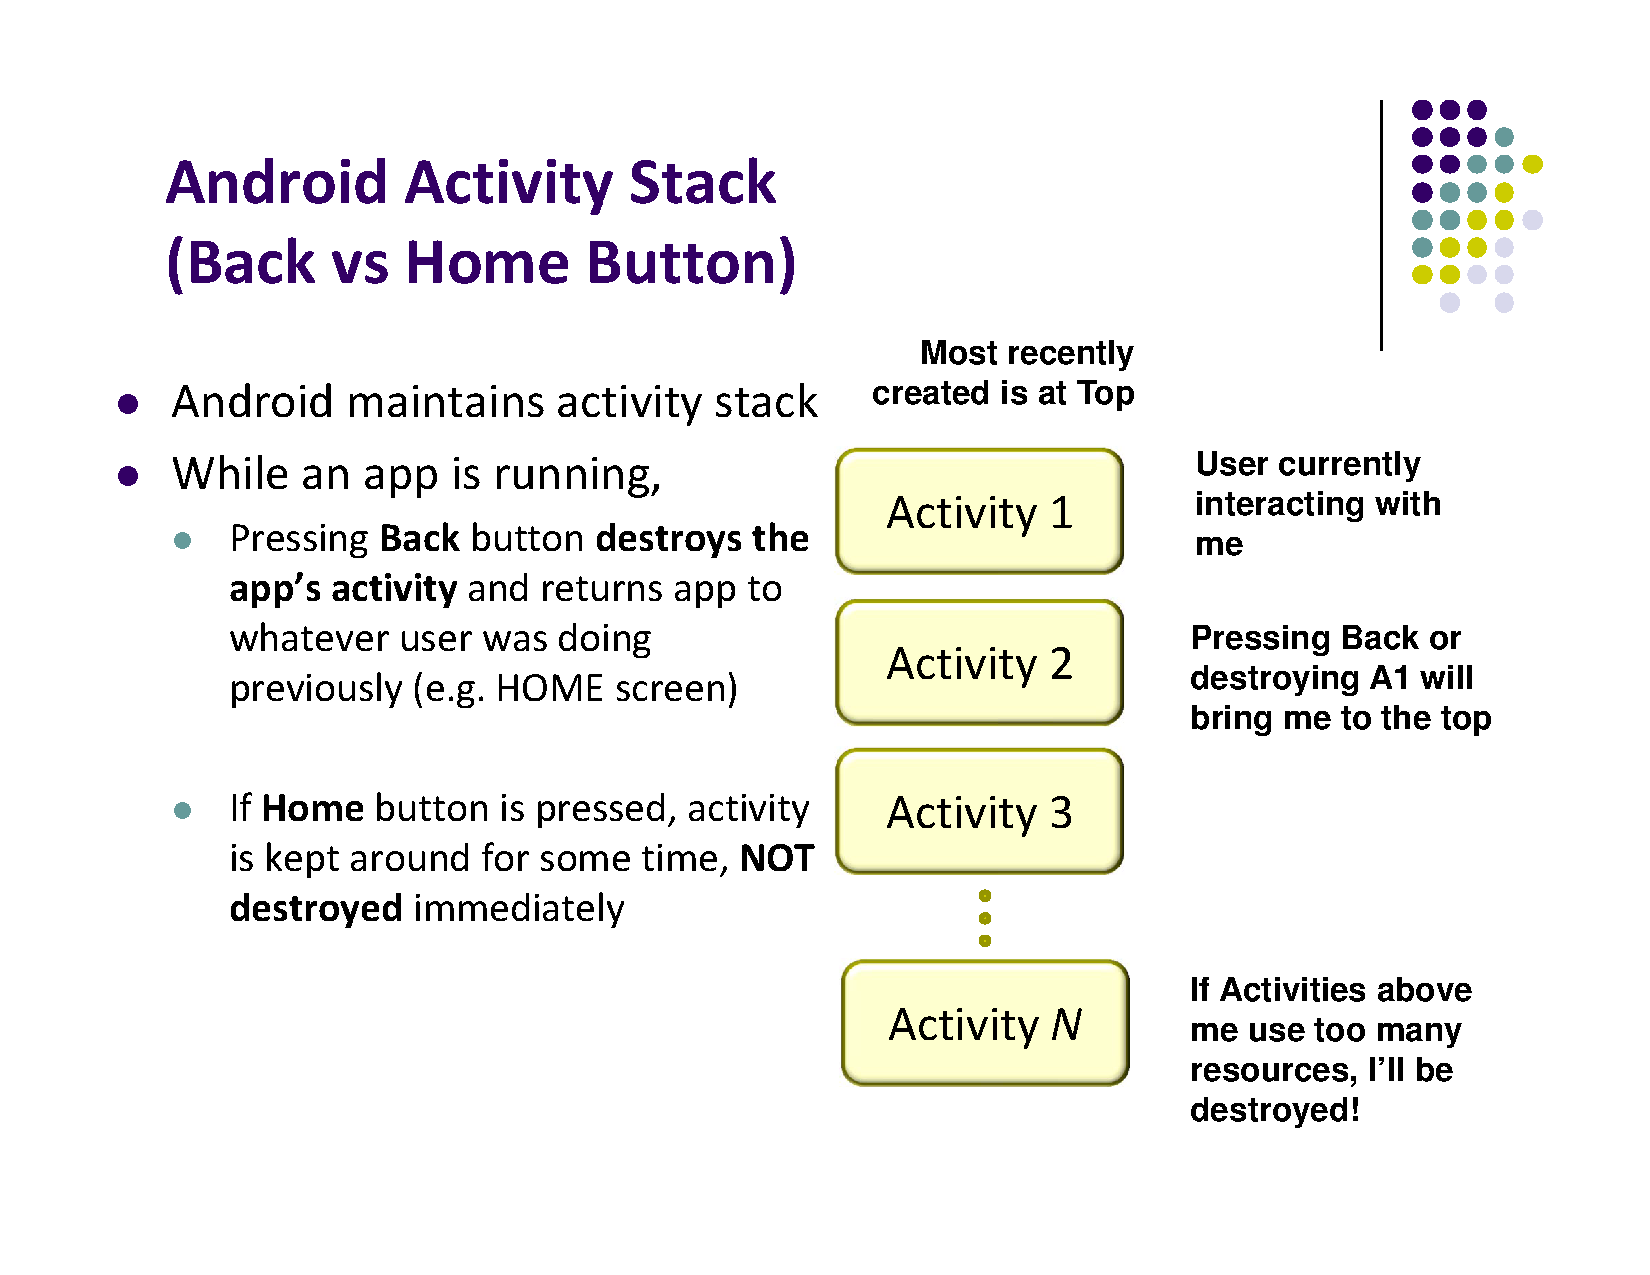 Android Activity Stack
(Back vs Home Button)
Android maintains activity stack
While an app is running,
Pressing Back button destroys the
app’s activity and returns app to
whatever user was doing
previously (e.g. HOME screen)
If Home button is pressed, activity
is kept around for some time, NOT
destroyed immediately
Most recently
created is at Top
Activity 1
User currently
interacting with
me
Activity 2
Pressing Back or
destroying A1 will
bring me to the top
Activity 3
Activity N
If Activities above
me use too many
resources, I’ll be
destroyed!